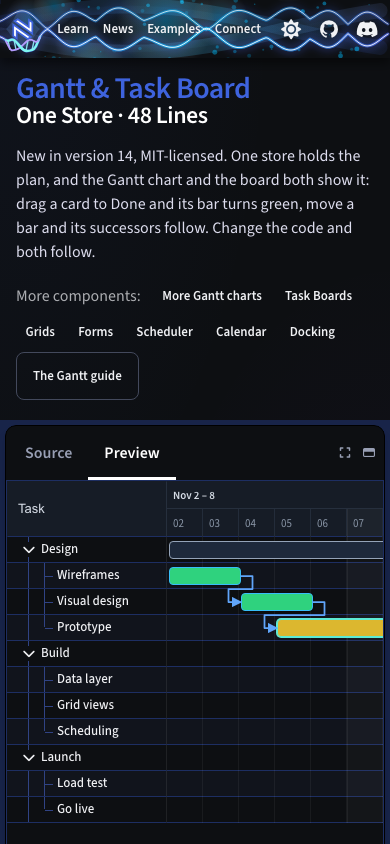 Learn News Examples Connect
Gantt & Task Board
One Store · 48 Lines
New in version 14, MIT-licensed. One store holds the
plan, and the Gantt chart and the board both show it:
drag a card to Done and its bar turns green, move a
bar and its successors follow. Change the code and
both follow.
More components: More Gantt charts Task Boards
Grids Forms Scheduler Calendar Docking
The Gantt guide
Source Preview
Task
Nov 2 – 8
02 03 04 05 06 07
Design
Wireframes
Visual design
Prototype
Build
Data layer
Grid views
Scheduling
Launch
Load test
Go live